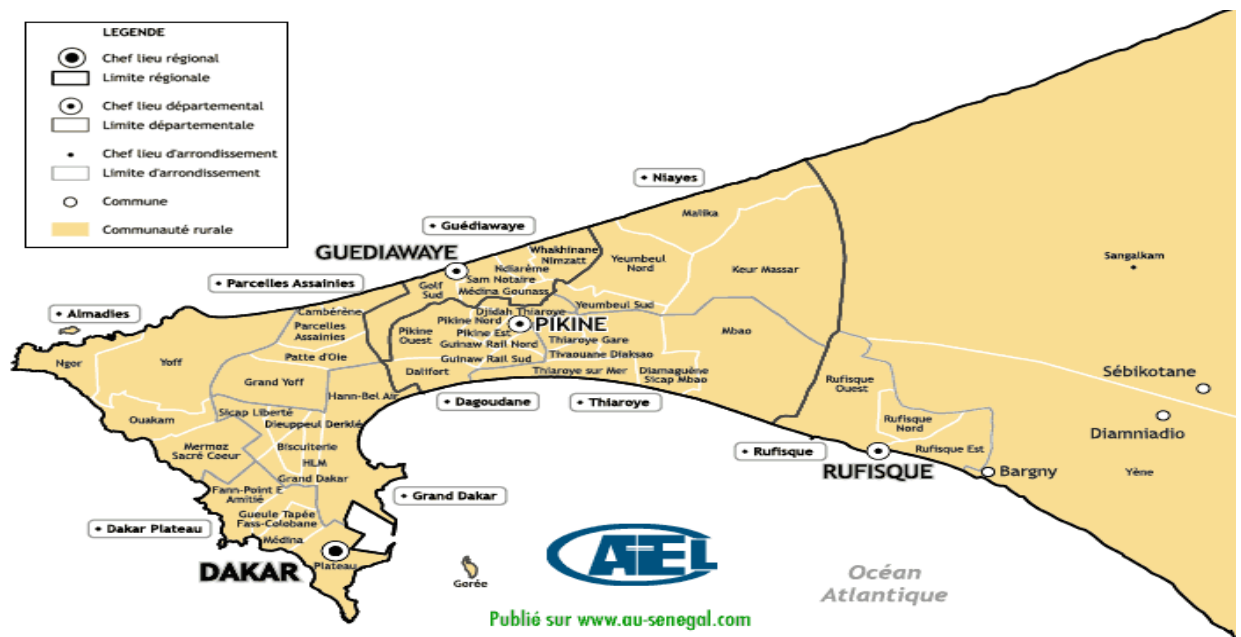 LEGENDE
Chef lieu régional
Limite régionale
Chef lieu départemental
Limite départementale
Chef lieu d'arrondissement
Limite d'arrondissement
Commune
Communauté rurale
Niayes
Malika
Guédiawaye
GUEDIAWAYE
Whakhinane
Nimzatt
Ndiarème
Sam Notaire
Golf
Sud
Médina Gounass
Yeumbeul
Nord
Keur Massar
Sangalkam
Parcelles Assainies
Cambérène
Parcelles
Assainies
Patte d'Oie
Almadies
Ngor
Yoff
Grand Yoff
Hann-Bel Air
Djidah Thiaroye
Yeumbeul Sud
Pikine Nord
PIKINE
Pikine
Ouest
Pikine Est
Guinaw Rail Nord
Guinaw Rail Sud
Dalifort
Thiaroye Gare
Tivaouane Diaksao
Thiaroye sur Mer
Diamaguène
Sicap Mbao
Mbao
Dagoudane
Thiaroye
Rufisque
Ouest
Rufisque
Nord
Rufisque Est
Rufisque
RUFISQUE
Bargny
Sébikotane
Diamniadio
Yène
Ouakam
Sicap Liberté
Dieuppeul Derklé
Mermoz
Sacré Coeur
Biscuiterie
HLM
Grand Dakar
Fann-Point E
Amitié
Grand Dakar
Gueule Tapée
Fass-Colobane
Dakar Plateau
Médina
Plateau
DAKAR
Gorée
ATEL
Océan
Atlantique
Publié sur www.au-senegal.com